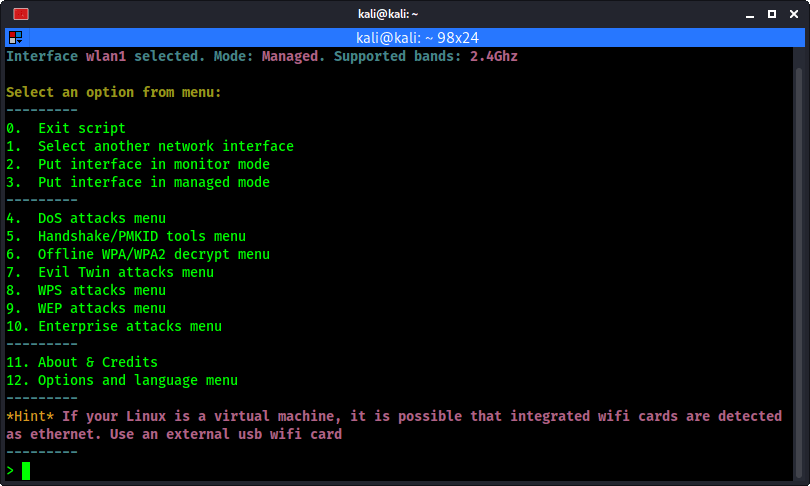 kali@kali: ~
kali@kali: ~ 98x24
Interface wlan1 selected. Mode: Managed. Supported bands: 2.4Ghz
Select an option from menu:
---------
0.  Exit script
1.  Select another network interface
2.  Put interface in monitor mode
3.  Put interface in managed mode
---------
4.  DoS attacks menu
5.  Handshake/PMKID tools menu
6.  Offline WPA/WPA2 decrypt menu
7.  Evil Twin attacks menu
8.  WPS attacks menu
9.  WEP attacks menu
10. Enterprise attacks menu
---------
11. About & Credits
12. Options and language menu
---------
*Hint* If your Linux is a virtual machine, it is possible that integrated wifi cards are detected
as ethernet. Use an external usb wifi card
---------
>